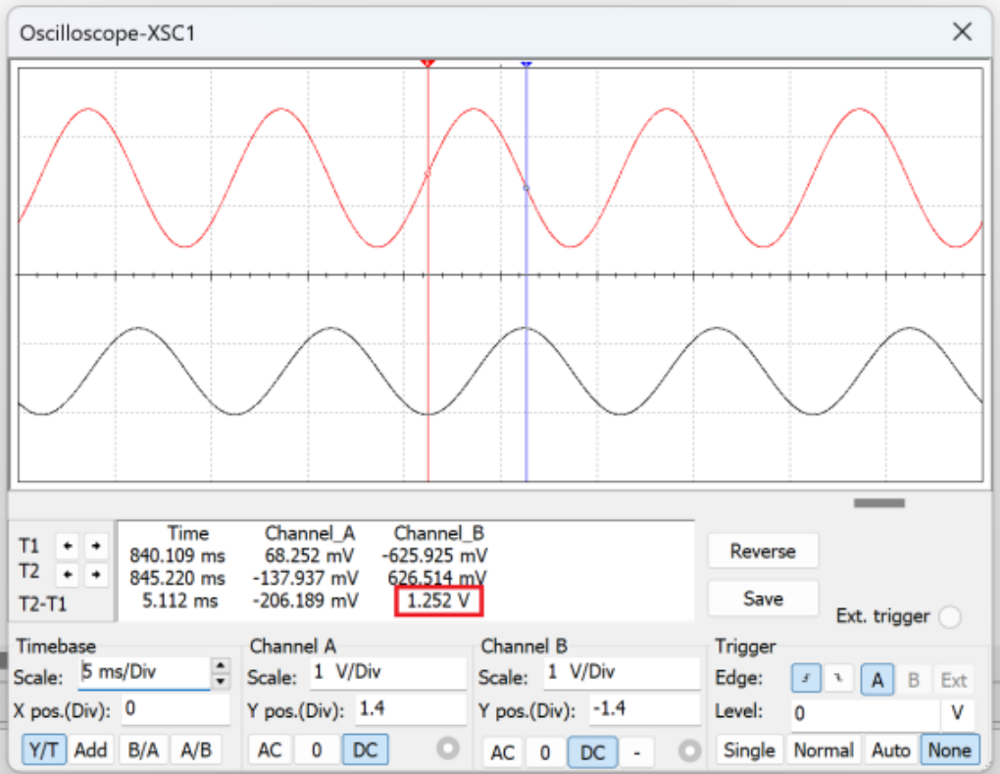 Oscilloscope-XSC1
Time Channel_A Channel_B
T1 840.109 ms 68.252 mV -625.925 mV
T2 845.220 ms -137.937 mV 626.514 mV
T2-T1 5.112 ms -206.189 mV 1.252 V
Reverse
Save
Ext. trigger
Timebase
Scale: 5 ms/Div
X pos.(Div): 0
Y/T Add B/A A/B
Channel A
Scale: 1 V/Div
Y pos.(Div): 1.4
AC 0 DC
Channel B
Scale: 1 V/Div
Y pos.(Div): -1.4
AC 0 DC -
Trigger
Edge: A B Ext
Level: 0 V
Single Normal Auto None